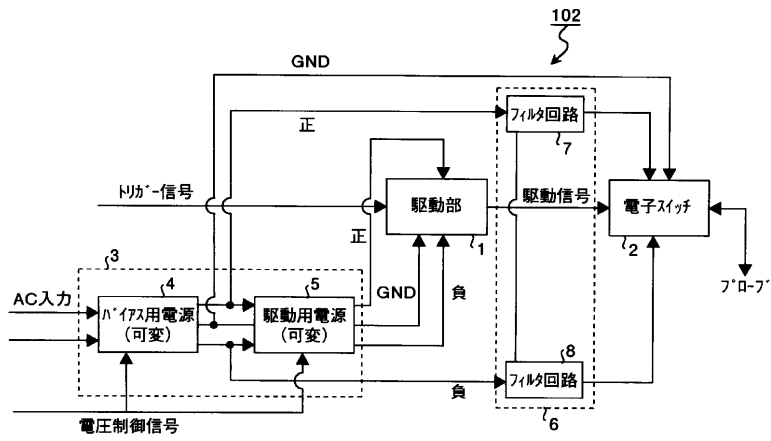 102
GND
正
フィルタ回路
7
トリガー信号
駆動部
1
駆動信号
電子スイッチ
2
正
プローブ
3
AC入力
4
バイアス用電源
(可変)
5
駆動用電源
(可変)
GND
負
8
フィルタ回路
負
6
電圧制御信号